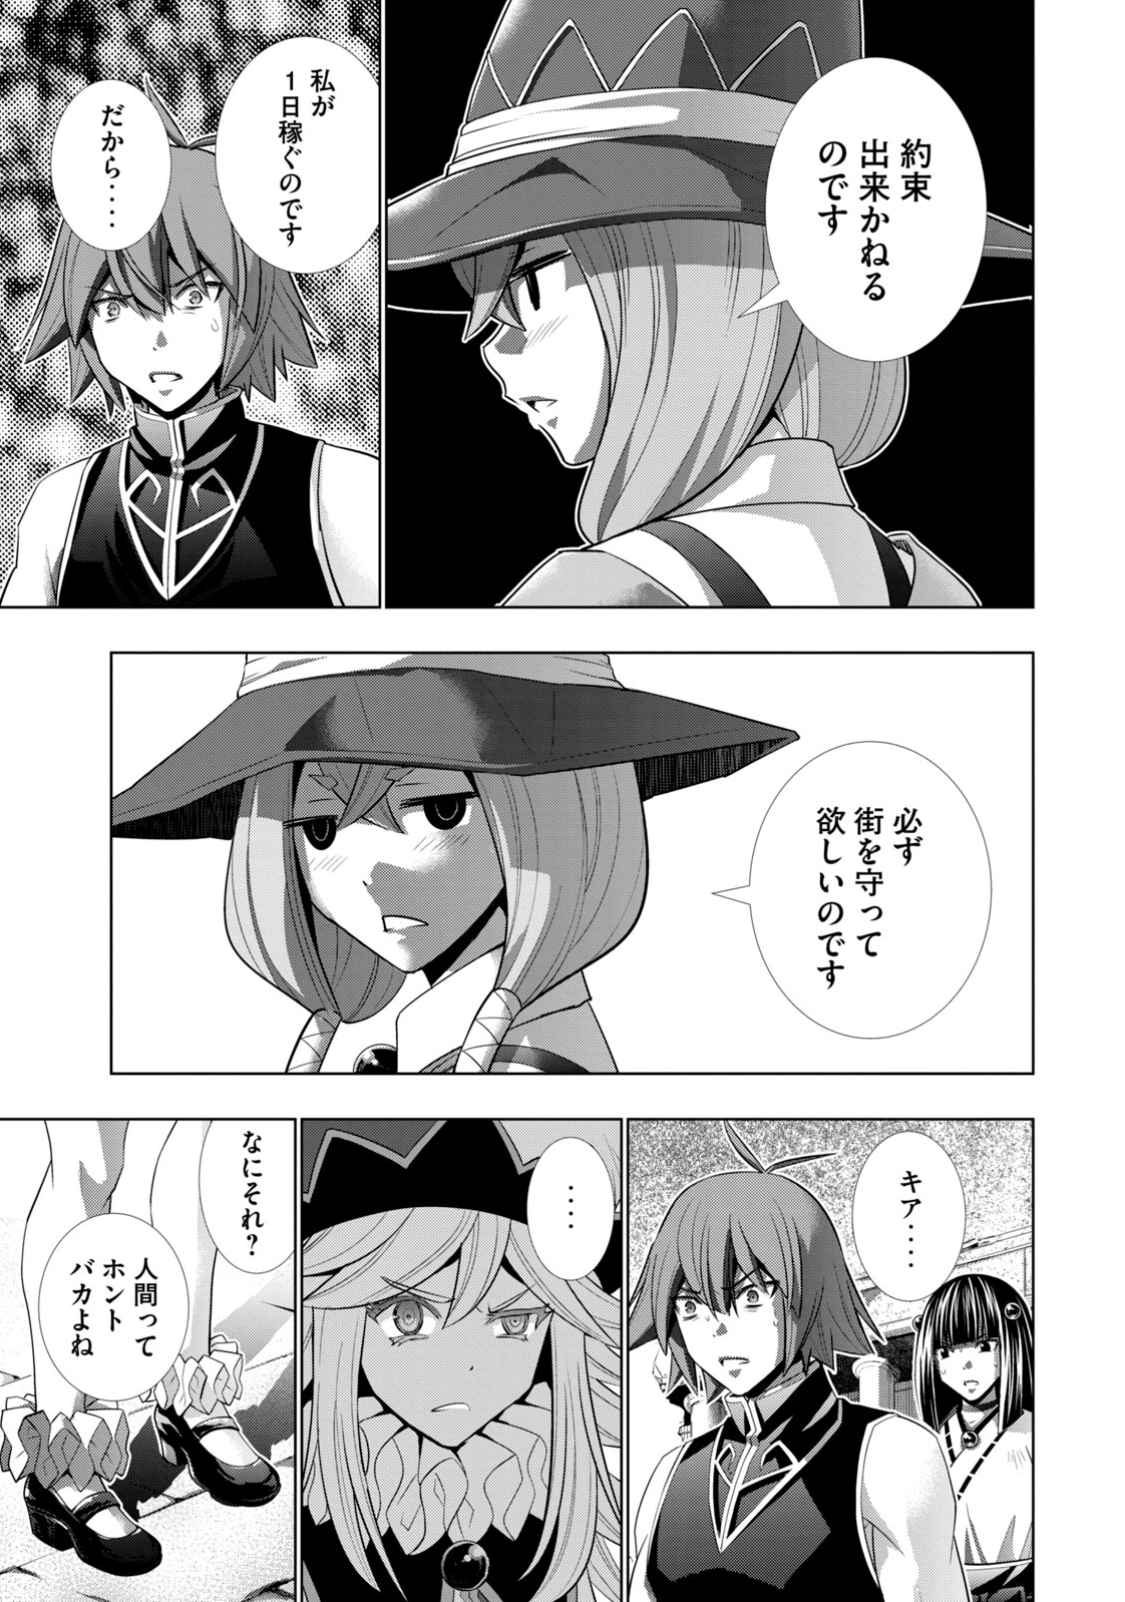 約束
出来かねる
のです
私が
1日稼ぐのです
だから‥‥
必ず
街を守って
欲しいのです
キア‥‥
‥‥
なにそれ？
人間って
ホント
バカよね